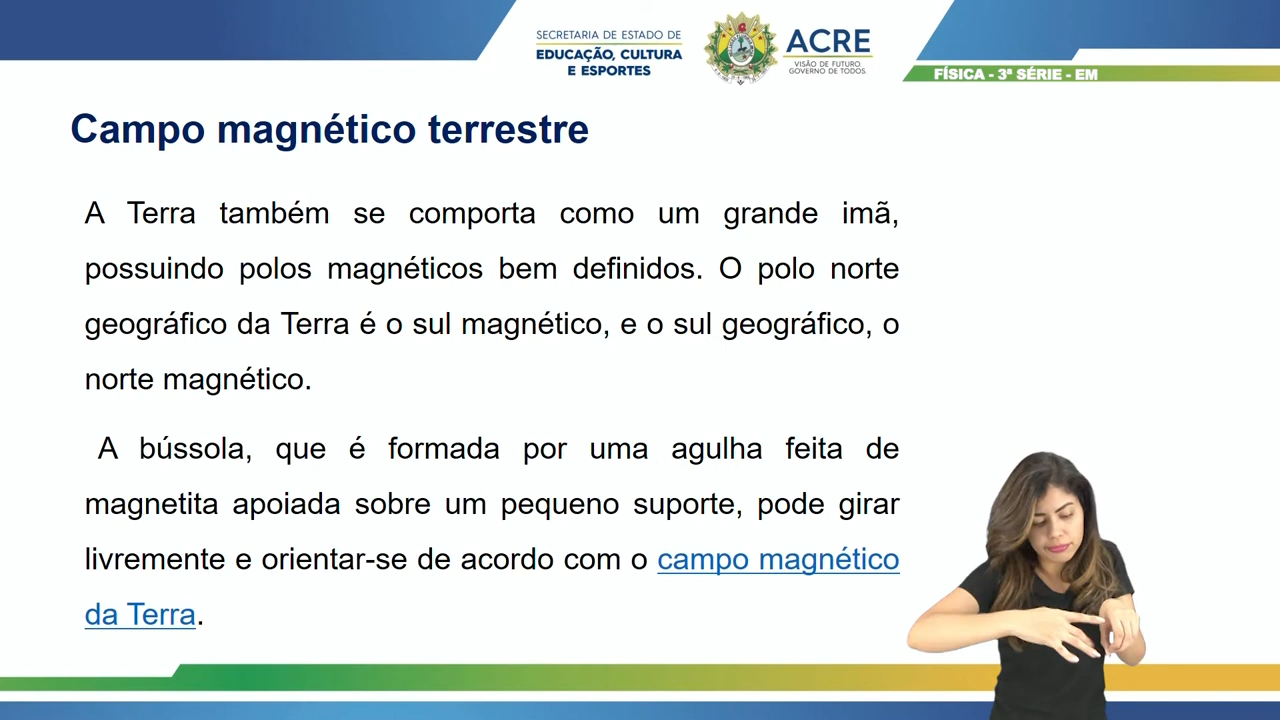 SECRETARIA DE ESTADO DE
EDUCAÇÃO, CULTURA
E ESPORTES
ACRE
VISÃO DE FUTURO.
GOVERNO DE TODOS.
FÍSICA - 3ª SÉRIE - EM
Campo magnético terrestre
A Terra também se comporta como um grande imã,
possuindo polos magnéticos bem definidos. O polo norte
geográfico da Terra é o sul magnético, e o sul geográfico, o
norte magnético.
A bússola, que é formada por uma agulha feita de
magnetita apoiada sobre um pequeno suporte, pode girar
livremente e orientar-se de acordo com o campo magnético
da Terra.